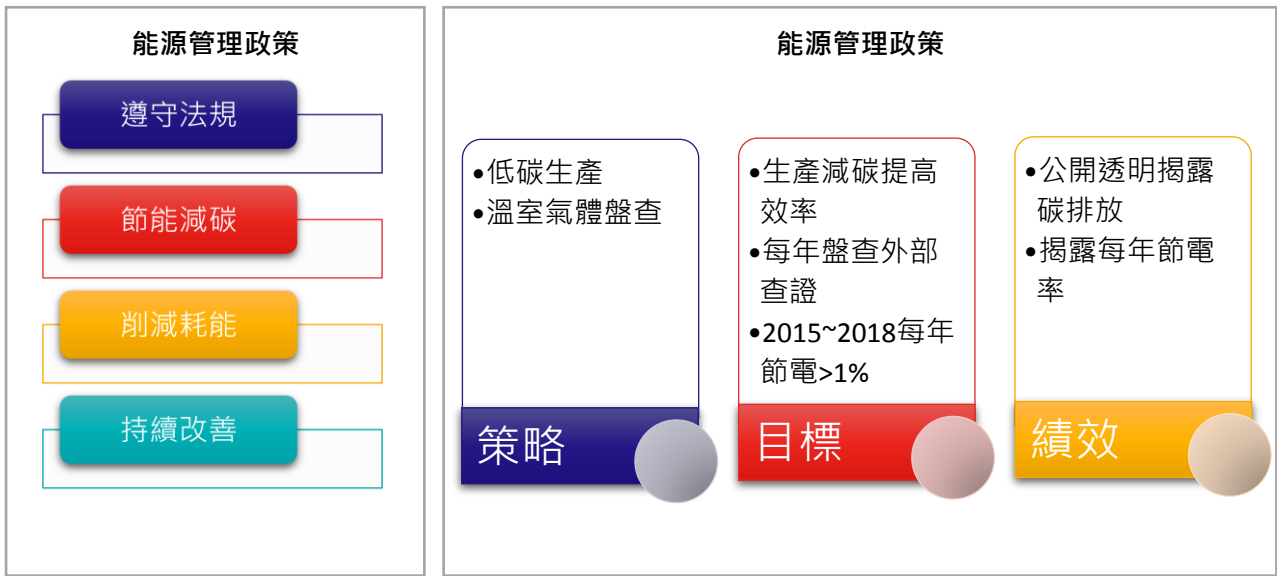 能源管理政策
遵守法規
節能減碳
削減耗能
持續改善
能源管理政策
•低碳生產
•溫室氣體盤查
策略
•生產減碳提高
效率
•每年盤查外部
查證
•2015~2018每年
節電>1%
目標
•公開透明揭露
碳排放
•揭露每年節電
率
績效